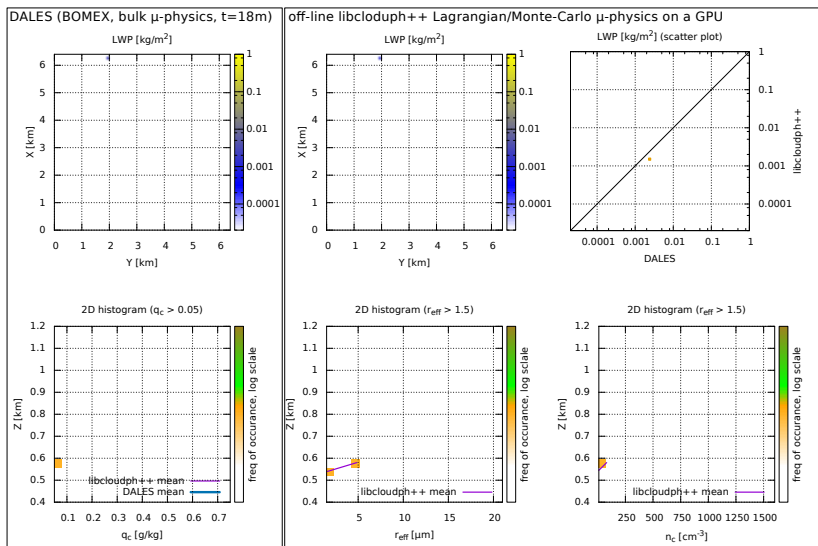 DALES (BOMEX, bulk μ-physics, t=18m)
off-line libcloduph++ Lagrangian/Monte-Carlo μ-physics on a GPU
LWP [kg/m2]
6
5
4
3
2
1
0
X [km]
0 1 2 3 4 5 6
Y [km]
1
0.1
0.01
0.001
0.0001
LWP [kg/m2]
6
5
4
3
2
1
0
X [km]
0 1 2 3 4 5 6
Y [km]
1
0.1
0.01
0.001
0.0001
LWP [kg/m2] (scatter plot)
1
0.1
0.01
0.001
0.0001
libcloudph++
0.0001 0.001 0.01 0.1 1
DALES
2D histogram (qc > 0.05)
1.2
1.1
1
0.9
0.8
0.7
0.6
0.5
0.4
Z [km]
libcloudph++ mean
DALES mean
0.1 0.2 0.3 0.4 0.5 0.6 0.7
qc [g/kg]
freq of occurance, log sclale
2D histogram (reff > 1.5)
1.2
1.1
1
0.9
0.8
0.7
0.6
0.5
0.4
Z [km]
libcloudph++ mean
5 10 15 20
reff [μm]
freq of occurance, log sclale
2D histogram (reff > 1.5)
1.2
1.1
1
0.9
0.8
0.7
0.6
0.5
0.4
Z [km]
libcloudph++ mean
250 500 750 1000 1250 1500
nc [cm-3]
freq of occurance, log sclale